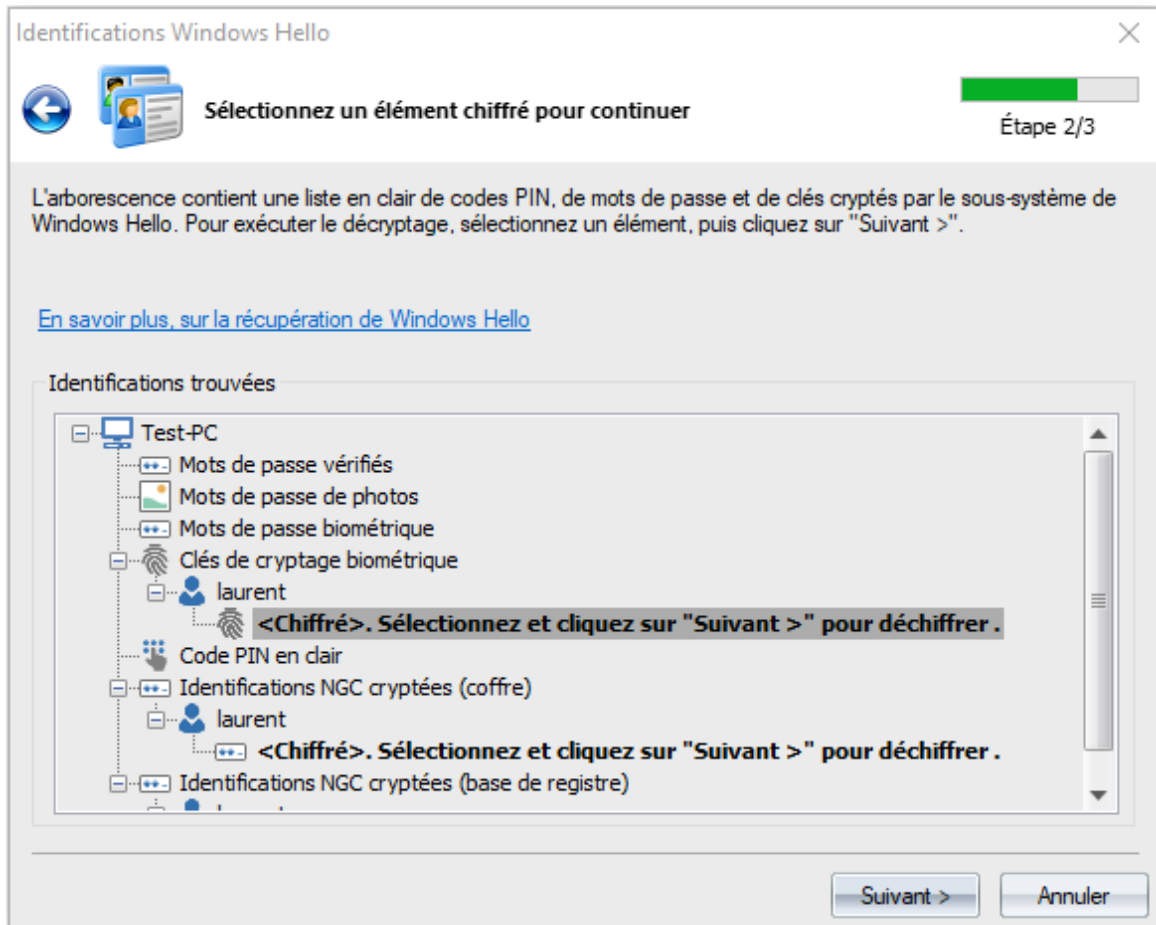 Identifications Windows Hello
Sélectionnez un élément chiffré pour continuer
Étape 2/3
L'arborescence contient une liste en clair de codes PIN, de mots de passe et de clés cryptés par le sous-système de
Windows Hello. Pour exécuter le décryptage, sélectionnez un élément, puis cliquez sur "Suivant >".
En savoir plus, sur la récupération de Windows Hello
Identifications trouvées
Test-PC
Mots de passe vérifiés
Mots de passe de photos
Mots de passe biométrique
Clés de cryptage biométrique
laurent
<Chiffré>. Sélectionnez et cliquez sur "Suivant >" pour déchiffrer .
Code PIN en clair
Identifications NGC cryptées (coffre)
laurent
<Chiffré>. Sélectionnez et cliquez sur "Suivant >" pour déchiffrer .
Identifications NGC cryptées (base de registre)
Suivant >
Annuler